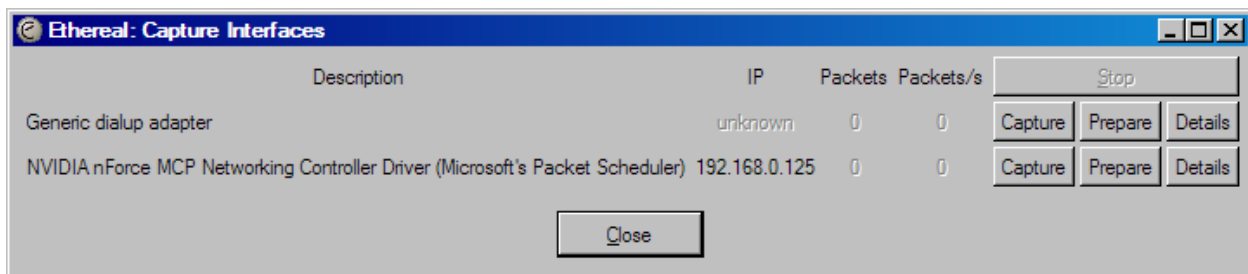 Ethereal: Capture Interfaces
Description IP Packets Packets/s Stop
Generic dialup adapter unknown 0 0 Capture Prepare Details
NVIDIA nForce MCP Networking Controller Driver (Microsoft's Packet Scheduler) 192.168.0.125 0 0 Capture Prepare Details
Close